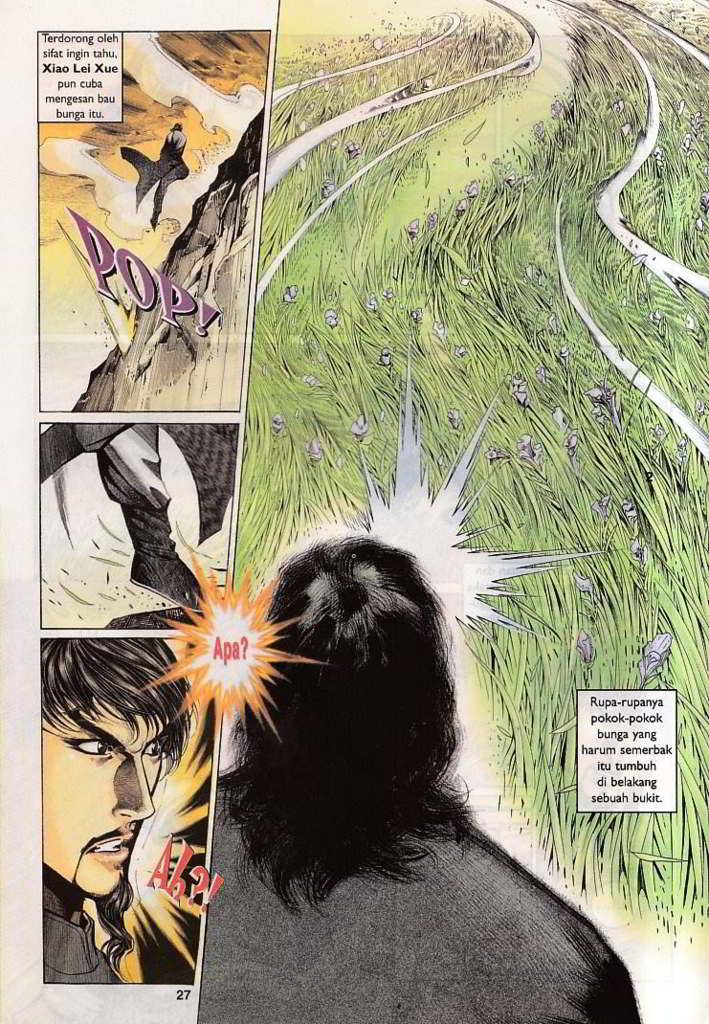 Terdorong oleh
sifat ingin tahu,
Xiao Lei Xue
pun cuba
mengesan bau
bunga itu.
POP!
Apa?
Ah?!
Rupa-rupanya
pokok-pokok
bunga yang
harum semerbak
itu tumbuh
di belakang
sebuah bukit.
27